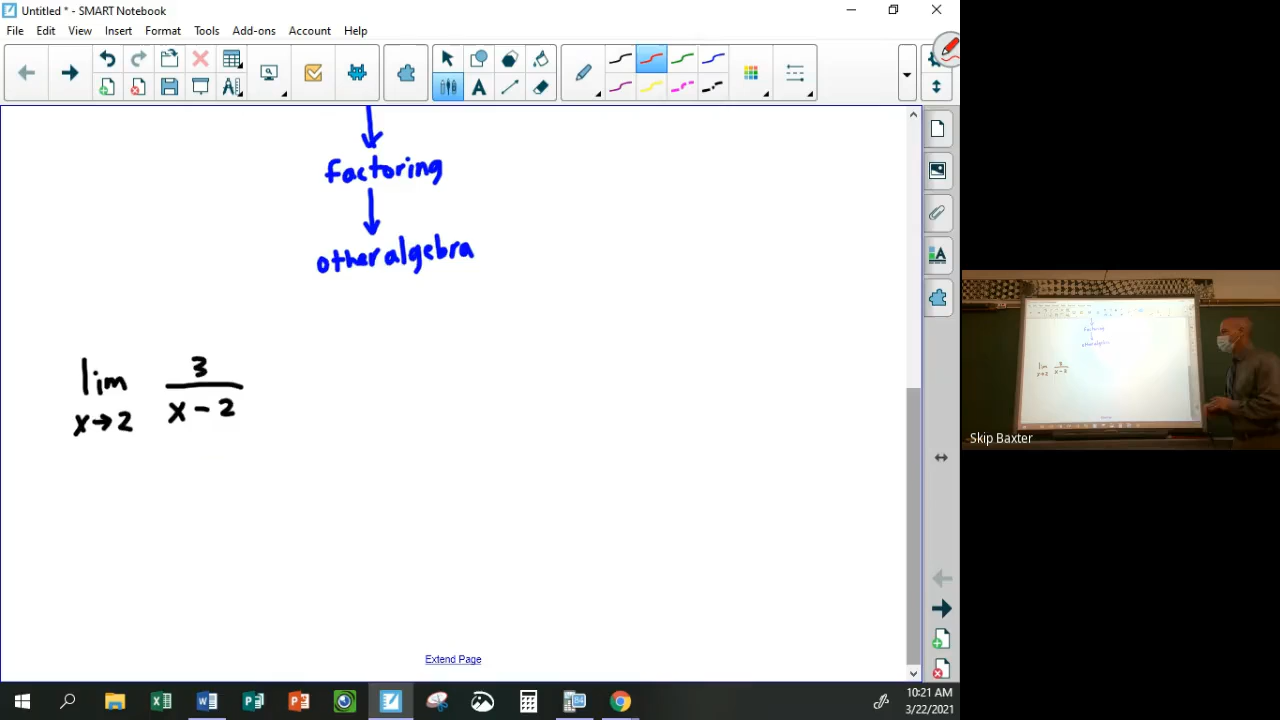 Untitled * - SMART Notebook
File Edit View Insert Format Tools Add-ons Account Help
factoring
other algebra
lim 3
x→2 x - 2
Skip Baxter
Extend Page
10:21 AM
3/22/2021